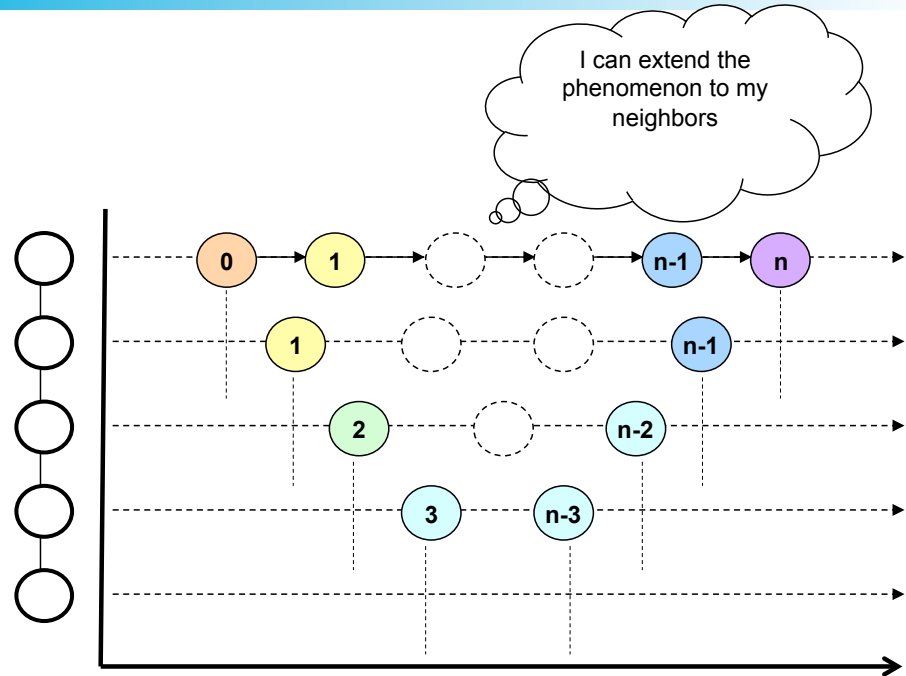 I can extend the
phenomenon to my
neighbors
0 1 n-1 n
1 n-1
2 n-2
3 n-3